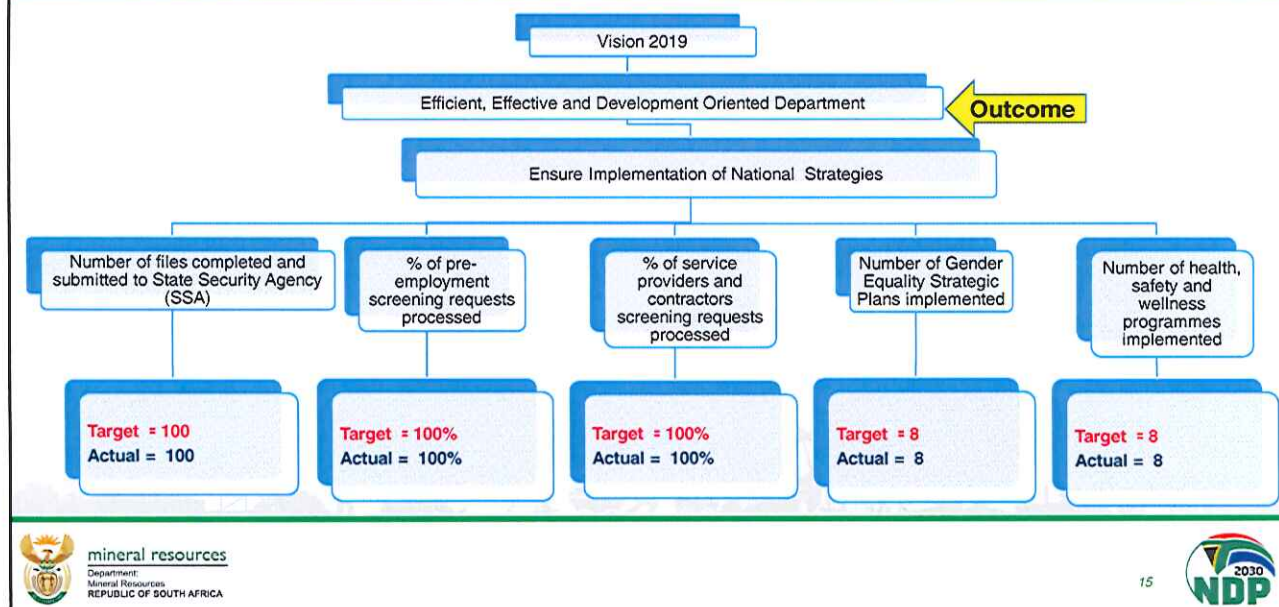 Vision 2019
Efficient, Effective and Development Oriented Department
Outcome
Ensure Implementation of National Strategies
Number of files completed and
submitted to State Security Agency
(SSA)
% of pre-
employment
screening requests
processed
% of service
providers and
contractors
screening requests
processed
Number of Gender
Equality Strategic
Plans implemented
Number of health,
safety and
wellness
programmes
implemented
Target = 100
Actual = 100
Target = 100%
Actual = 100%
Target = 100%
Actual = 100%
Target = 8
Actual = 8
Target = 8
Actual = 8
mineral resources
Department:
Mineral Resources
REPUBLIC OF SOUTH AFRICA
15
2030
NDP